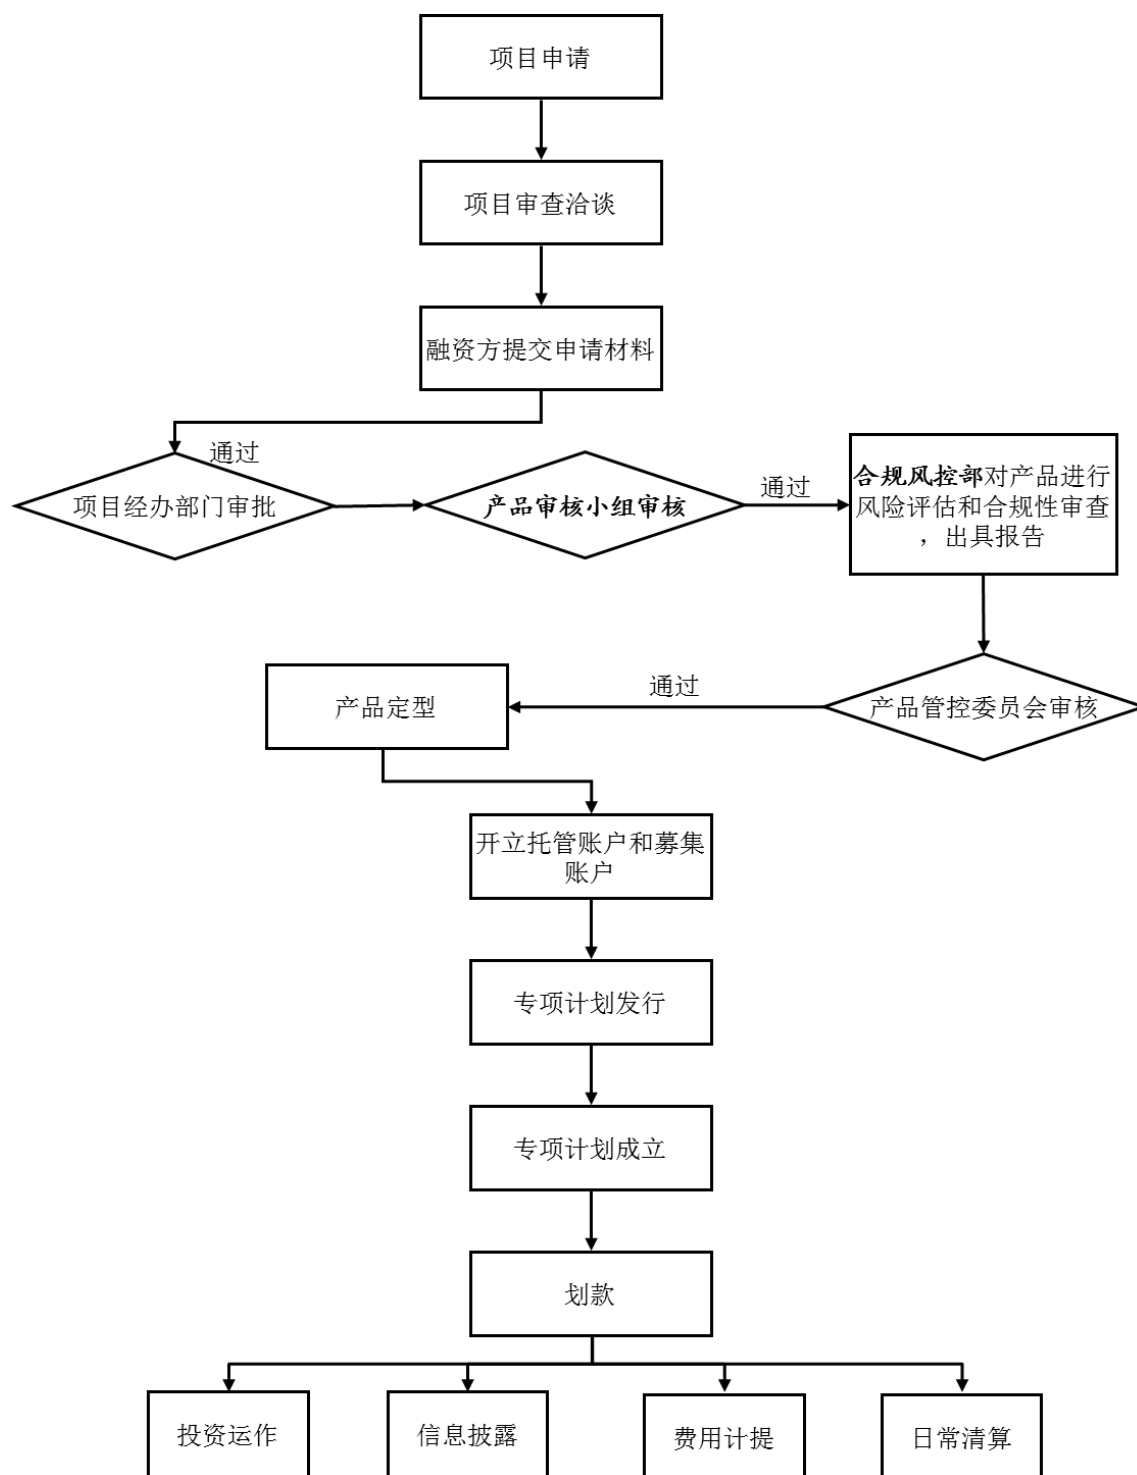 项目申请
项目审查洽谈
融资方提交申请材料
通过
项目经办部门审批
产品审核小组审核
通过
合规风控部对产品进行
风险评估和合规性审查
，出具报告
产品管控委员会审核
通过
产品定型
开立托管账户和募集
账户
专项计划发行
专项计划成立
划款
投资运作
信息披露
费用计提
日常清算